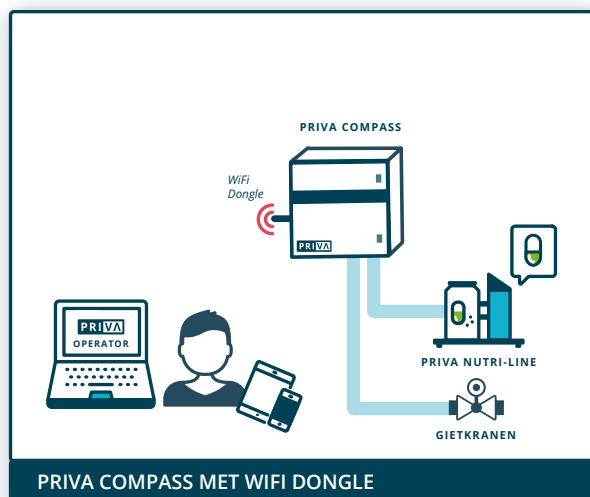 PRIVA COMPASS
WiFi
Dongle
PRIVA
PRIVA
OPERATOR
PRIVA NUTRI-LINE
GIETKRANEN
PRIVA COMPASS MET WIFI DONGLE